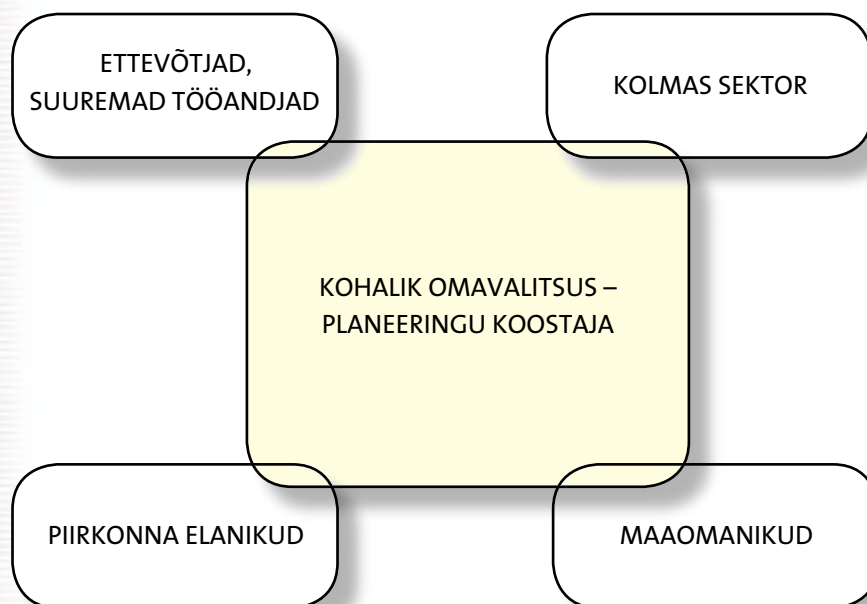 ETTEVÕTJAD,
SUUREMAD TÖÖANDJAD
KOLMAS SEKTOR
KOHALIK OMAVALITSUS –
PLANEERINGU KOOSTAJA
PIIRKONNA ELANIKUD
MAAOMANIKUD